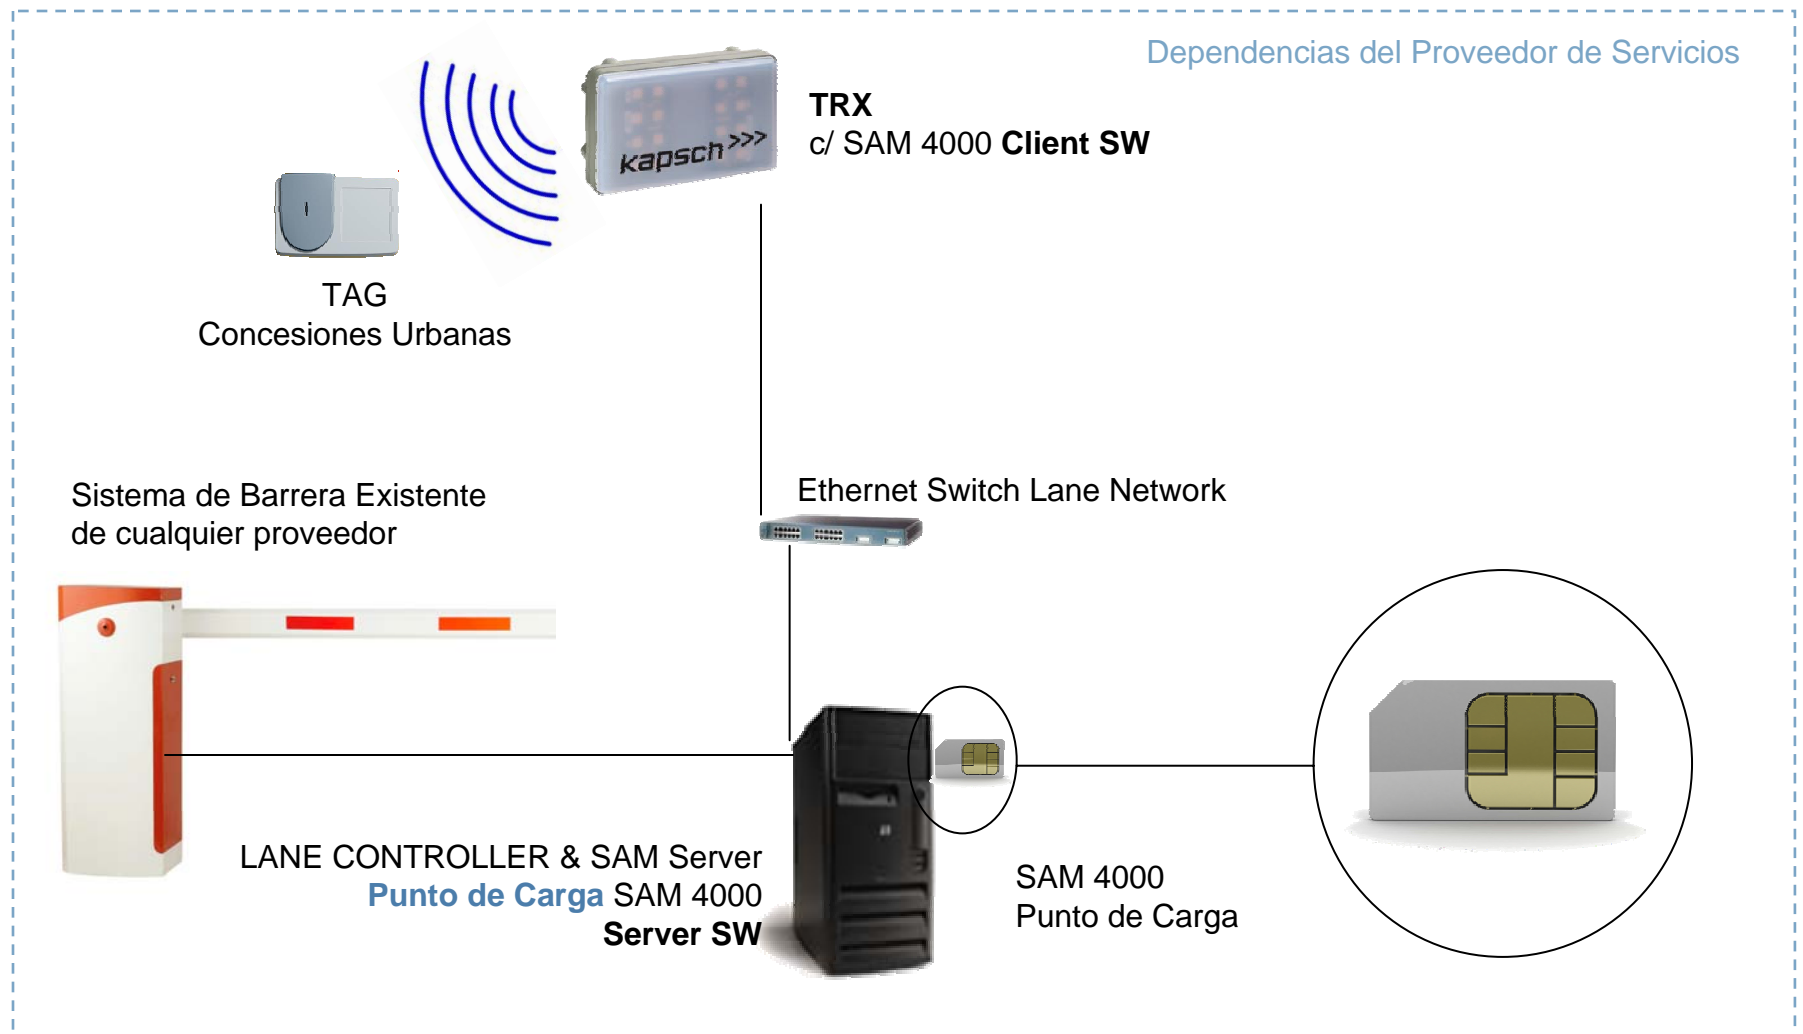 Dependencias del Proveedor de Servicios
kapsch >>>
TRX
c/ SAM 4000 Client SW
TAG
Concesiones Urbanas
Sistema de Barrera Existente
de cualquier proveedor
Ethernet Switch Lane Network
LANE CONTROLLER & SAM Server
Punto de Carga SAM 4000
Server SW
SAM 4000
Punto de Carga